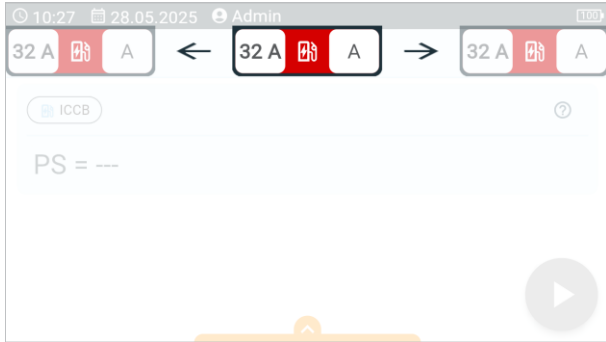 10:27 28.05.2025 Admin 100
32 A A ← 32 A A → 32 A A
ICCB ?
PS = ---